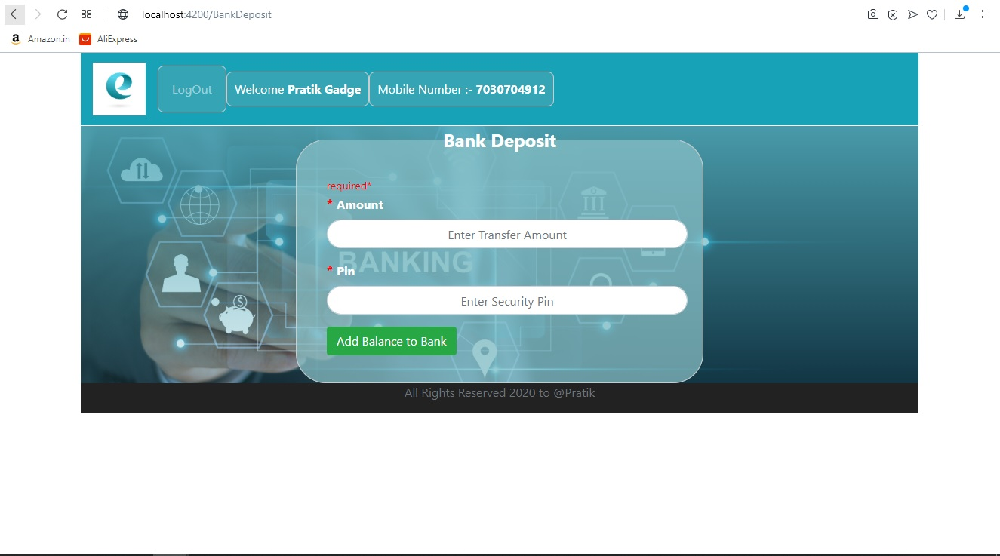 localhost:4200/BankDeposit
Amazon.in AliExpress
LogOut Welcome Pratik Gadge Mobile Number :- 7030704912
Bank Deposit
required*
* Amount
Enter Transfer Amount
BANKING
* Pin
Enter Security Pin
Add Balance to Bank
All Rights Reserved 2020 to @Pratik